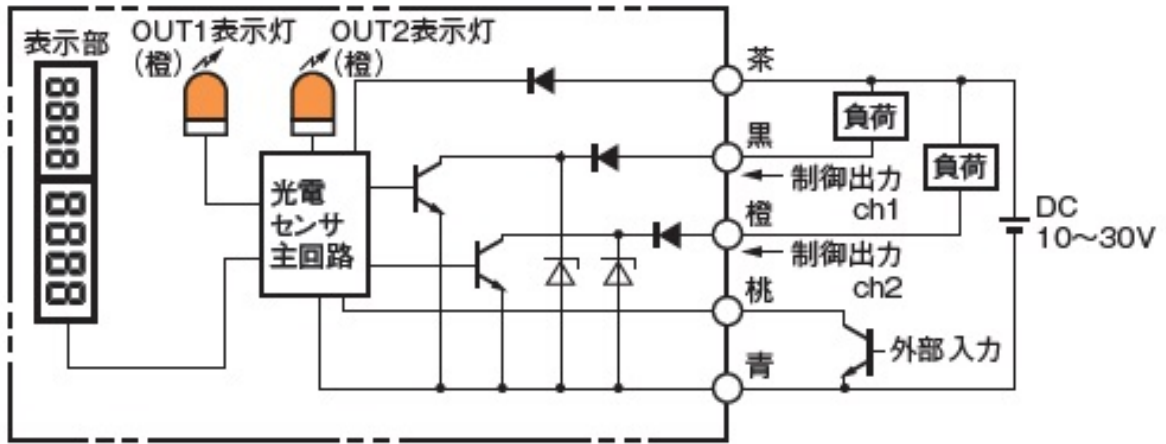 表示部
OUT1表示灯
(橙)
OUT2表示灯
(橙)
8888
8888
光電
センサ
主回路
茶
黒
橙
桃
青
負荷
負荷
制御出力
ch1
制御出力
ch2
DC
10～30V
外部入力